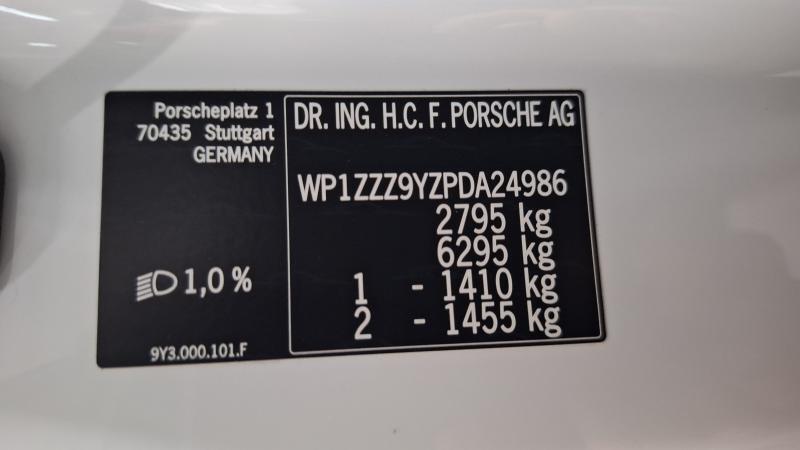 Porscheplatz 1
70435 Stuttgart
GERMANY
1,0 %
9Y3.000.101.F
DR. ING. H.C. F. PORSCHE AG
WP1ZZZ9YZPDA24986
2795 kg
6295 kg
1 - 1410 kg
2 - 1455 kg